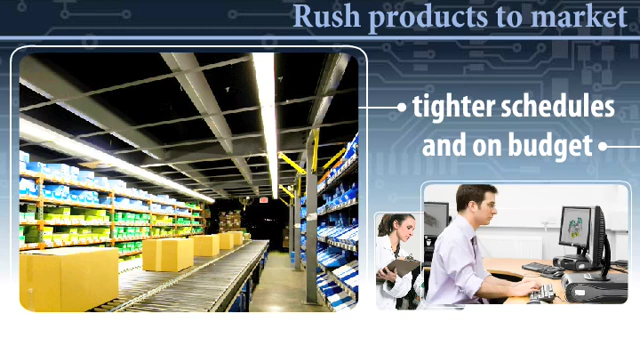 Rush products to market
tighter schedules
and on budget